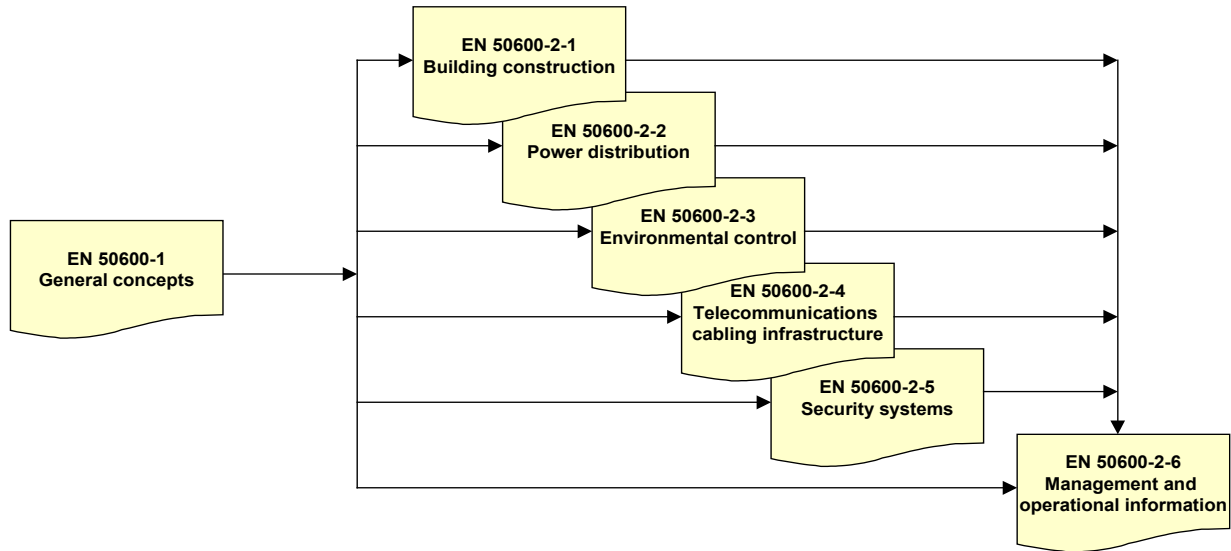 EN 50600-2-1
Building construction
EN 50600-2-2
Power distribution
EN 50600-2-3
Environmental control
EN 50600-1
General concepts
EN 50600-2-4
Telecommunications
cabling infrastructure
EN 50600-2-5
Security systems
EN 50600-2-6
Management and
operational information